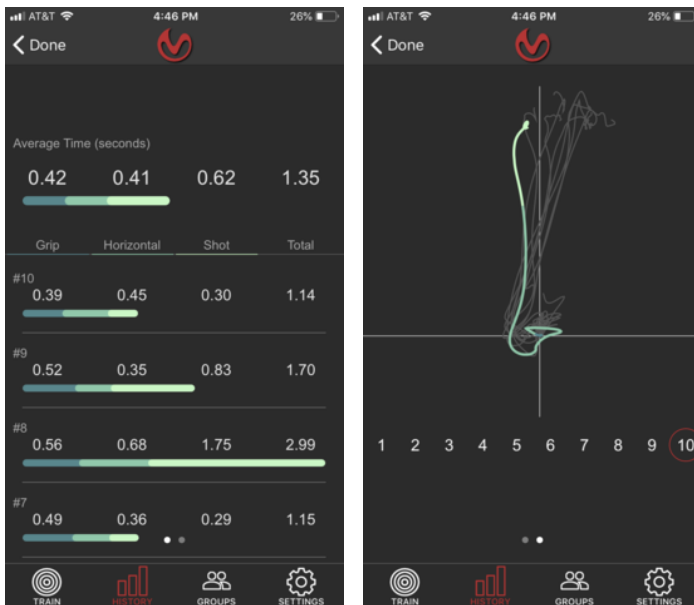 AT&T 4:46 PM 26%
Done
Average Time (seconds)
0.42 0.41 0.62 1.35
Grip Horizontal Shot Total
#10
0.39 0.45 0.30 1.14
#9
0.52 0.35 0.83 1.70
#8
0.56 0.68 1.75 2.99
#7
0.49 0.36 0.29 1.15
TRAIN HISTORY GROUPS SETTINGS
AT&T 4:46 PM 26%
Done
1 2 3 4 5 6 7 8 9 10
TRAIN HISTORY GROUPS SETTINGS